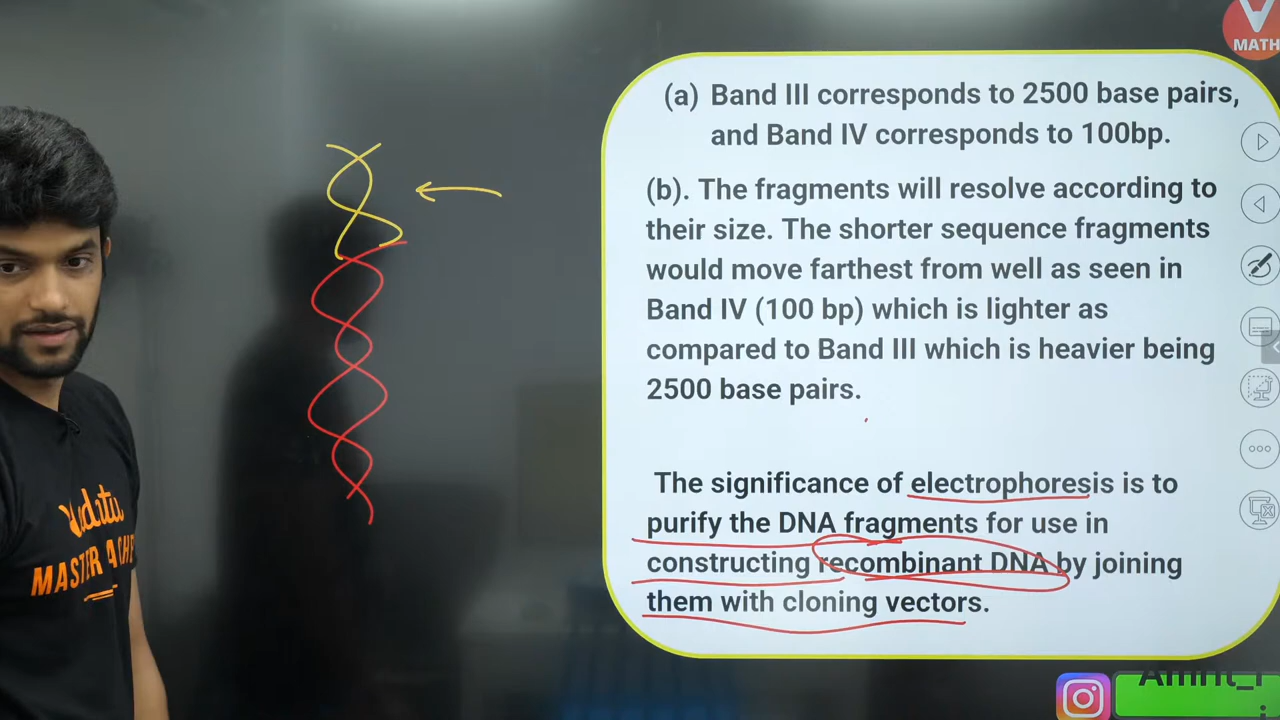 V
MATH
(a) Band III corresponds to 2500 base pairs,
and Band IV corresponds to 100bp.
(b). The fragments will resolve according to
their size. The shorter sequence fragments
would move farthest from well as seen in
Band IV (100 bp) which is lighter as
compared to Band III which is heavier being
2500 base pairs.
The significance of electrophoresis is to
purify the DNA fragments for use in
constructing recombinant DNA by joining
them with cloning vectors.
MASTER